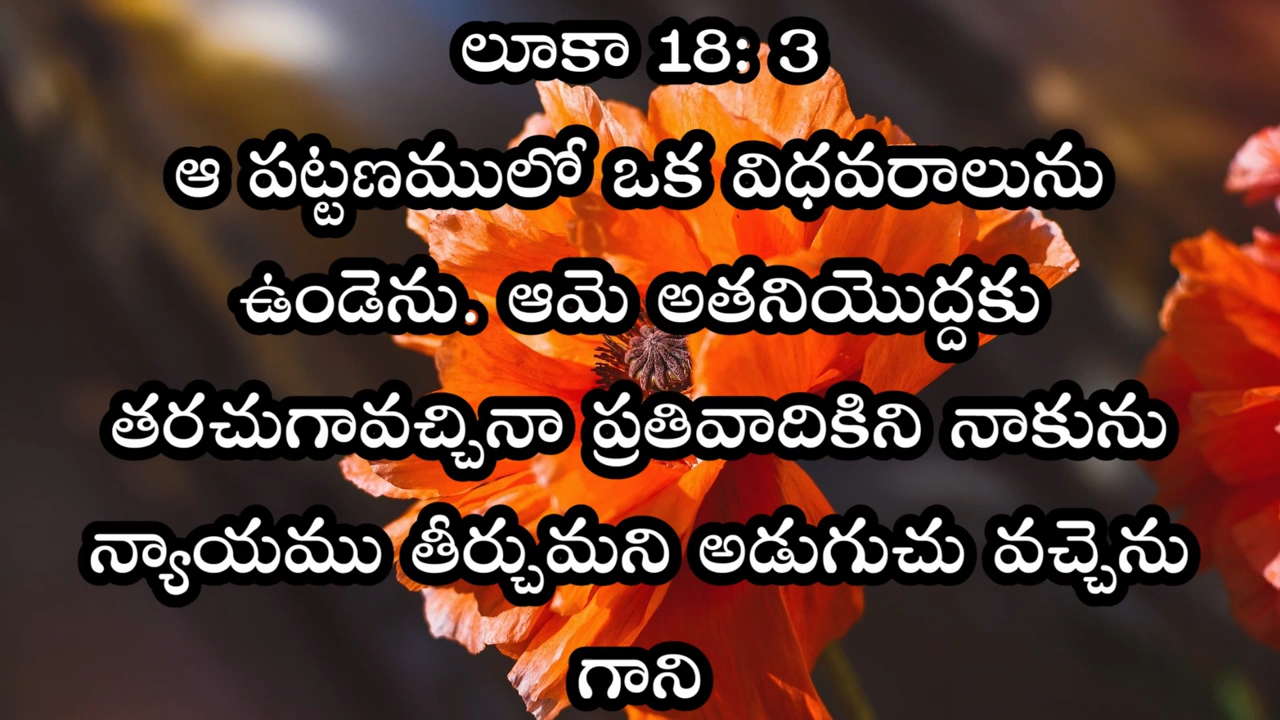 లూకా 18: 3
ఆ పట్టణములో ఒక విధవరాలును
ఉండెను. ఆమె అతనియొద్దకు
తరచుగావచ్చినా ప్రతివాదికిని నాకును
న్యాయము తీర్చుమని అడుగుచు వచ్చెను
గాని